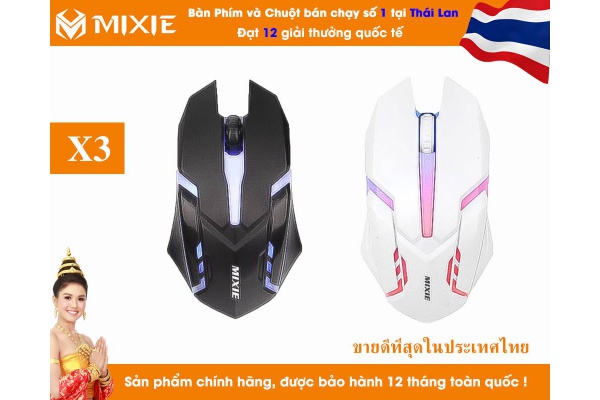 MIXIE
Bàn Phím và Chuột bán chạy số 1 tại Thái Lan
Đạt 12 giải thưởng quốc tế
X3
MIXIE
MIXIE
ขายดีที่สุดในประเทศไทย
Sản phẩm chính hãng, được bảo hành 12 tháng toàn quốc !